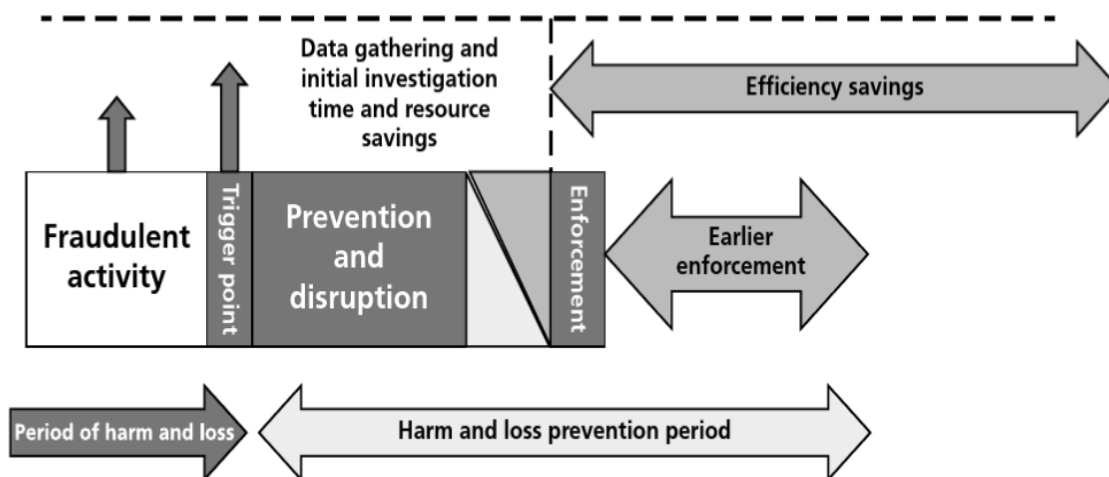 Data gathering and
initial investigation
time and resource
savings
Efficiency savings
Fraudulent
activity
Trigger point
Prevention
and
disruption
Enforcement
Earlier
enforcement
Period of harm and loss
Harm and loss prevention period